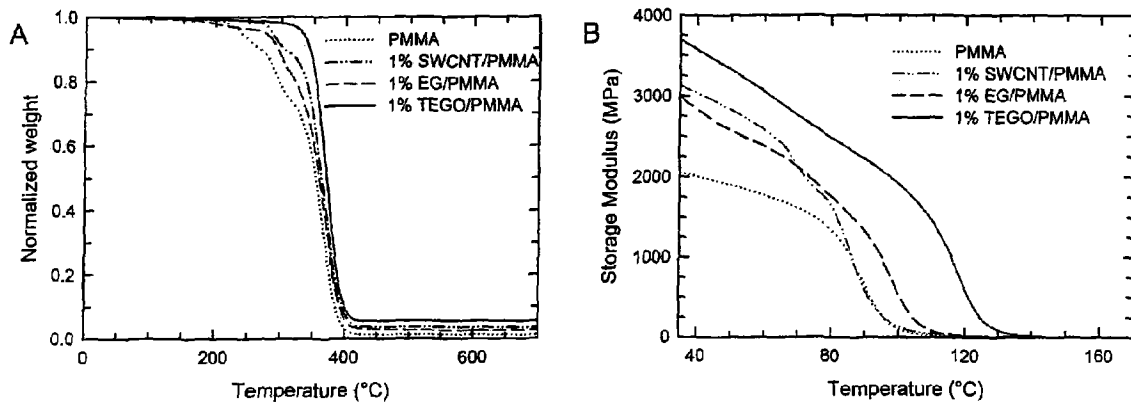 A
Normalized weight
1.0
0.8
0.6
0.4
0.2
0.0
0
200
400
600
Temperature (°C)
PMMA
1% SWCNT/PMMA
1% EG/PMMA
1% TEGO/PMMA
B
Storage Modulus (MPa)
4000
3000
2000
1000
0
40
80
120
160
Temperature (°C)
PMMA
1% SWCNT/PMMA
1% EG/PMMA
1% TEGO/PMMA